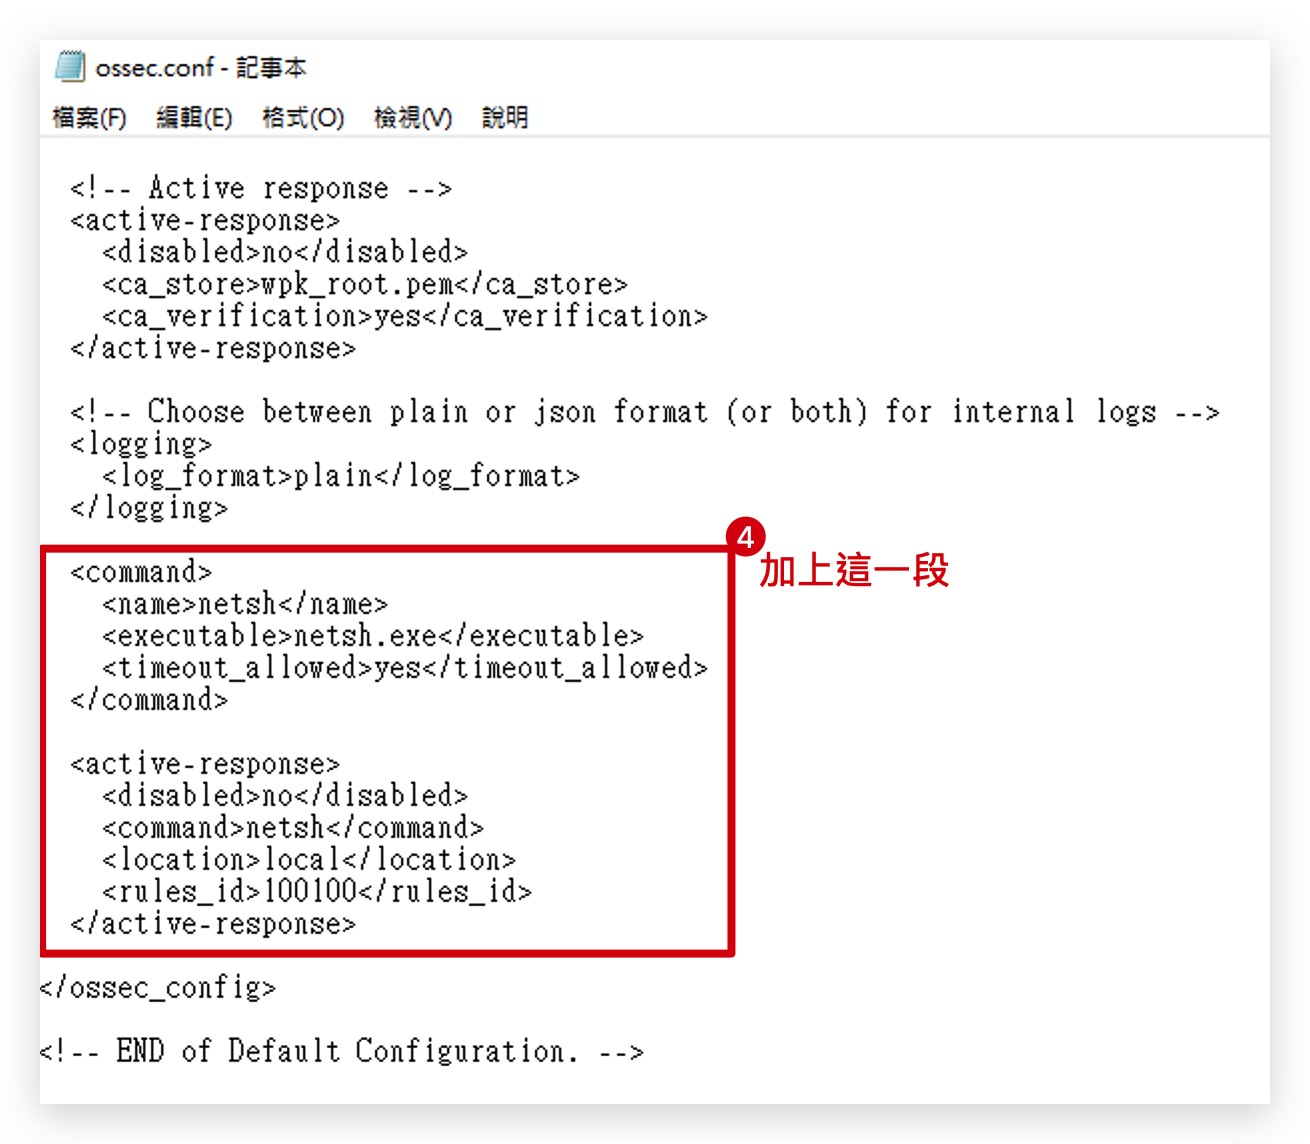 ossec.conf - 記事本
檔案(F) 編輯(E) 格式(O) 檢視(V) 說明
<!-- Active response -->
<active-response>
<disabled>no</disabled>
<ca_store>wpk_root.pem</ca_store>
<ca_verification>yes</ca_verification>
</active-response>
<!-- Choose between plain or json format (or both) for internal logs -->
<logging>
<log_format>plain</log_format>
</logging>
4
加上這一段
<command>
<name>netsh</name>
<executable>netsh.exe</executable>
<timeout_allowed>yes</timeout_allowed>
</command>
<active-response>
<disabled>no</disabled>
<command>netsh</command>
<location>local</location>
<rules_id>100100</rules_id>
</active-response>
</ossec_config>
<!-- END of Default Configuration. -->